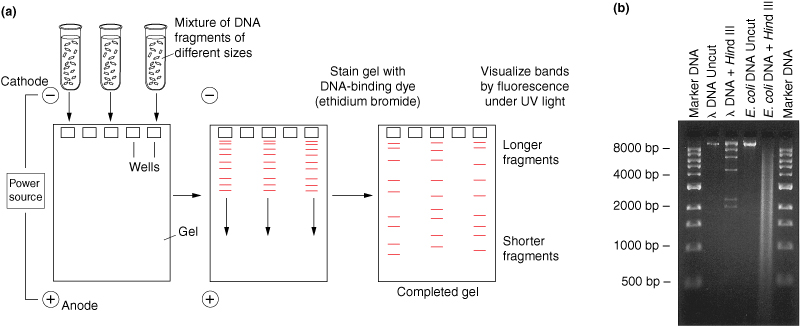 (a)
Mixture of DNA
fragments of
different sizes
Cathode
−
Power
source
Wells
Gel
+
Anode
−
+
Stain gel with
DNA-binding dye
(ethidium bromide)
Visualize bands
by fluorescence
under UV light
Longer
fragments
Shorter
fragments
Completed gel
(b)
Marker DNA
λ DNA Uncut
λ DNA + Hind III
E. coli DNA Uncut
E. coli DNA + Hind III
Marker DNA
8000 bp –
4000 bp –
2000 bp –
1000 bp –
500 bp –